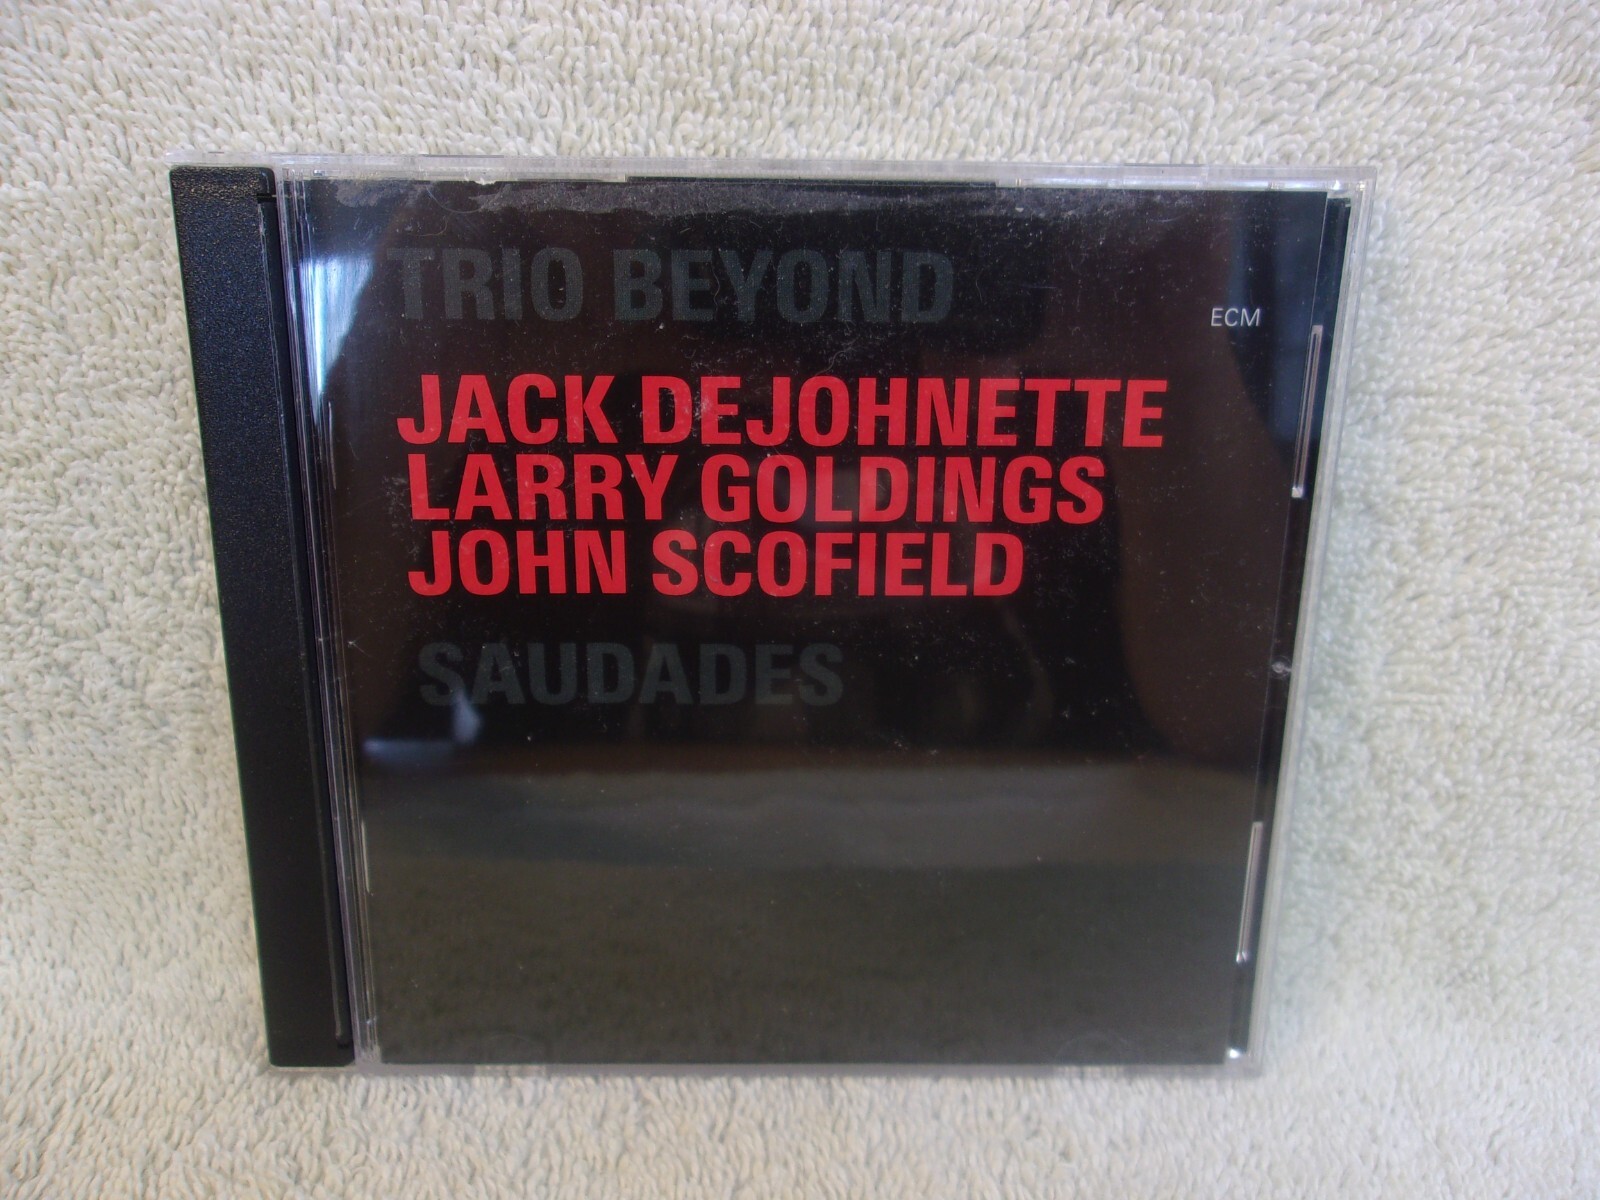 TRIO BEYOND
ECM
JACK DEJOHNETTE
LARRY GOLDINGS
JOHN SCOFIELD
SAUDADES